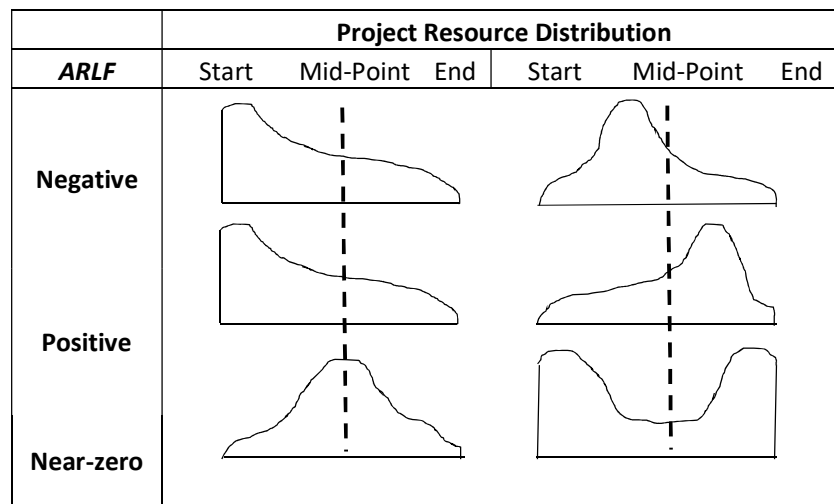 Project Resource Distribution
ARLF Start Mid-Point End Start Mid-Point End
Negative
Positive
Near-zero